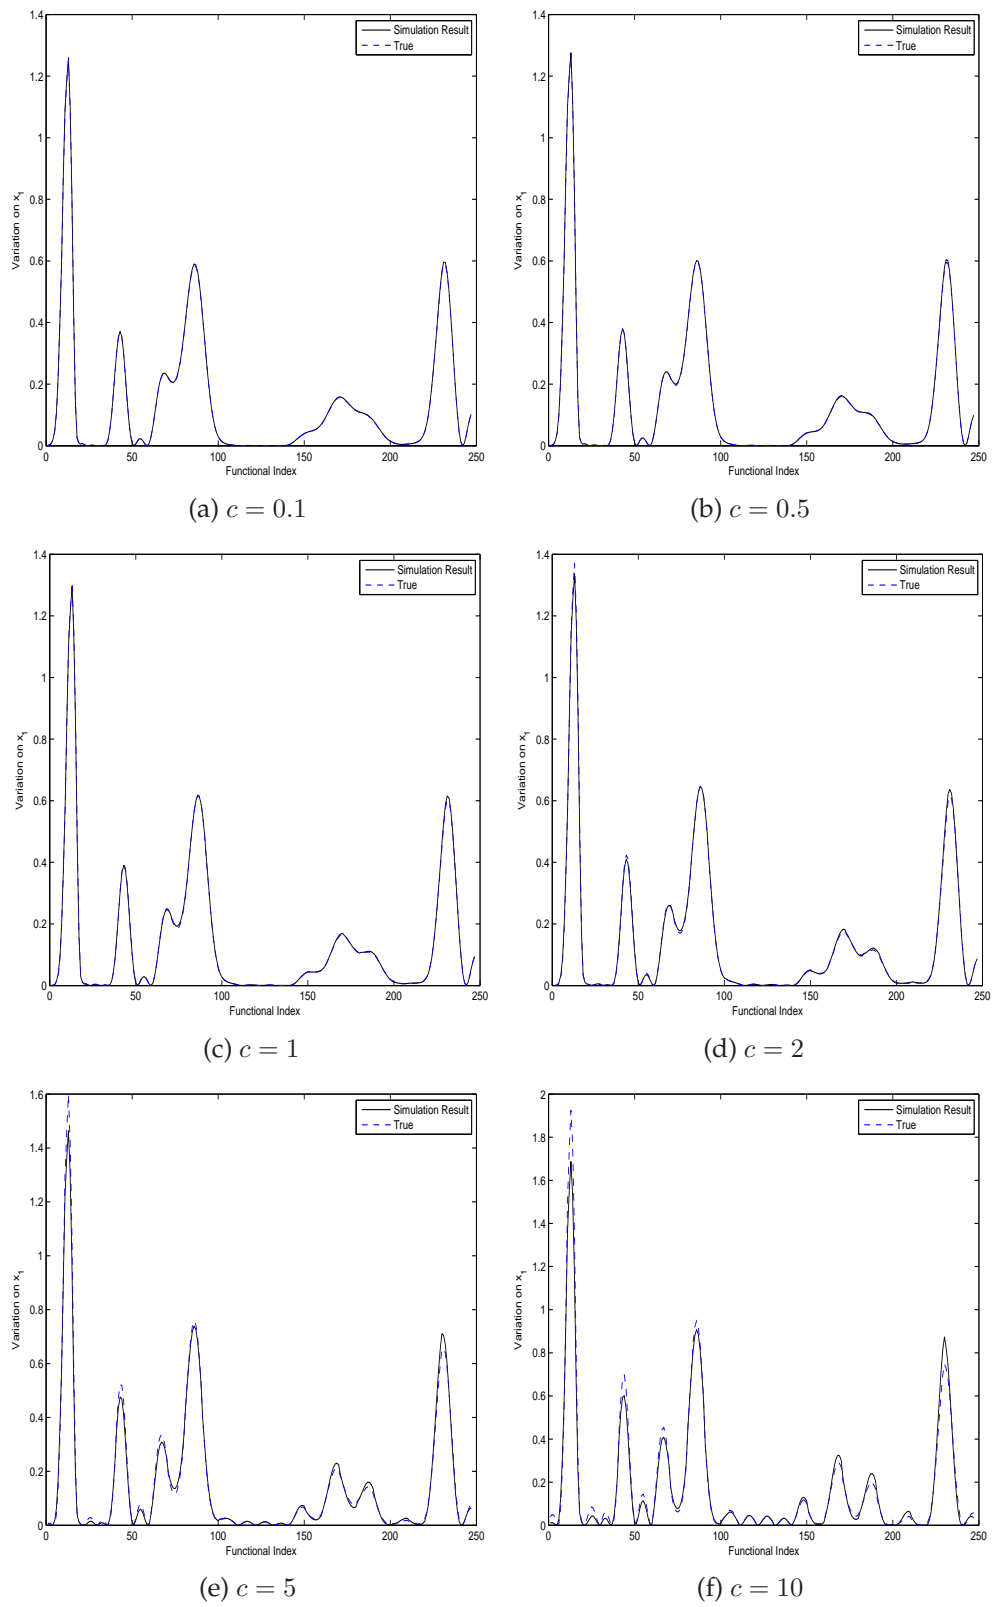 1.4
1.2
1
0.8
0.6
0.4
0.2
0
Variation on x1
Simulation Result
True
0 50 100 150 200 250
Functional Index
(a) c = 0.1
1.4
1.2
1
0.8
0.6
0.4
0.2
0
Variation on x1
Simulation Result
True
0 50 100 150 200 250
Functional Index
(b) c = 0.5
1.4
1.2
1
0.8
0.6
0.4
0.2
0
Variation on x1
Simulation Result
True
0 50 100 150 200 250
Functional Index
(c) c = 1
1.4
1.2
1
0.8
0.6
0.4
0.2
0
Variation on x1
Simulation Result
True
0 50 100 150 200 250
Functional Index
(d) c = 2
1.6
1.4
1.2
1
0.8
0.6
0.4
0.2
0
Variation on x1
Simulation Result
True
0 50 100 150 200 250
Functional Index
(e) c = 5
2
1.8
1.6
1.4
1.2
1
0.8
0.6
0.4
0.2
0
Variation on x1
Simulation Result
True
0 50 100 150 200 250
Functional Index
(f) c = 10